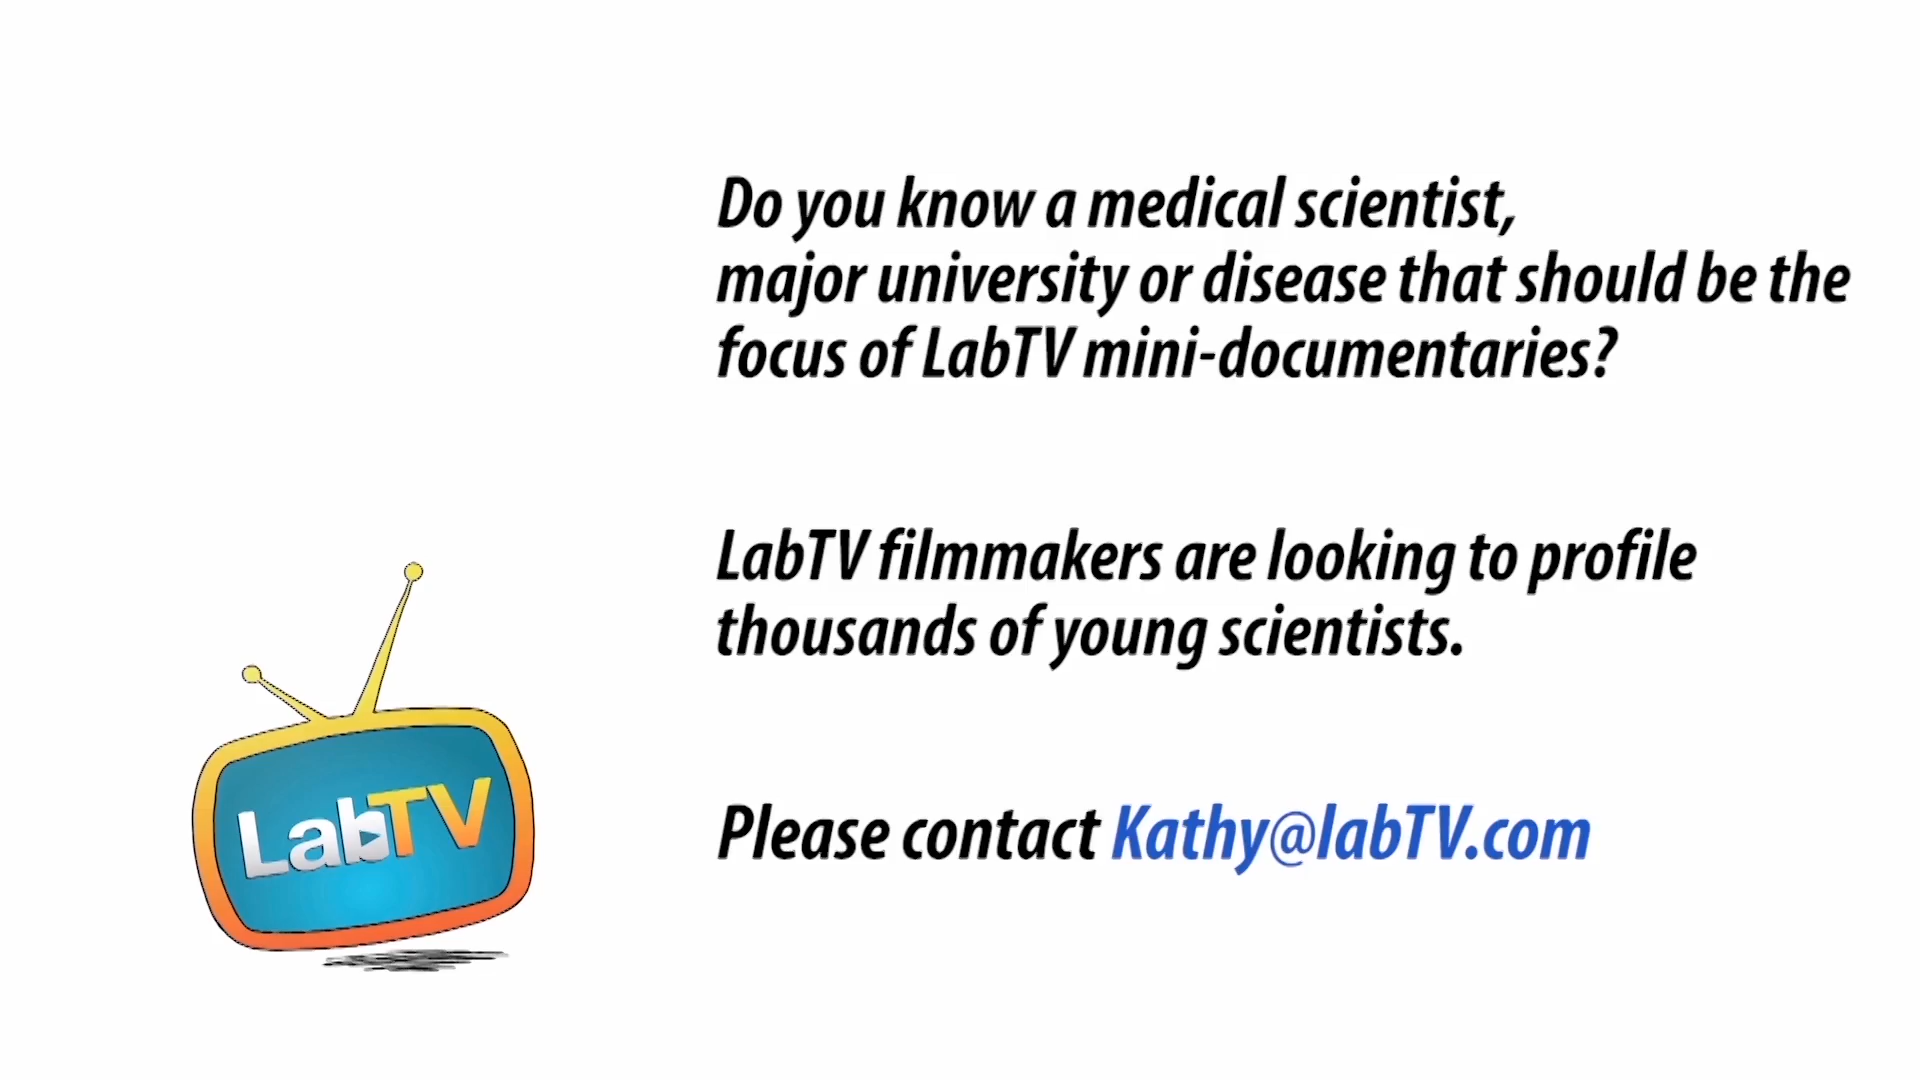 Do you know a medical scientist,
major university or disease that should be the
focus of LabTV mini-documentaries?
LabTV filmmakers are looking to profile
thousands of young scientists.
LabTV
Please contact Kathy@labTV.com